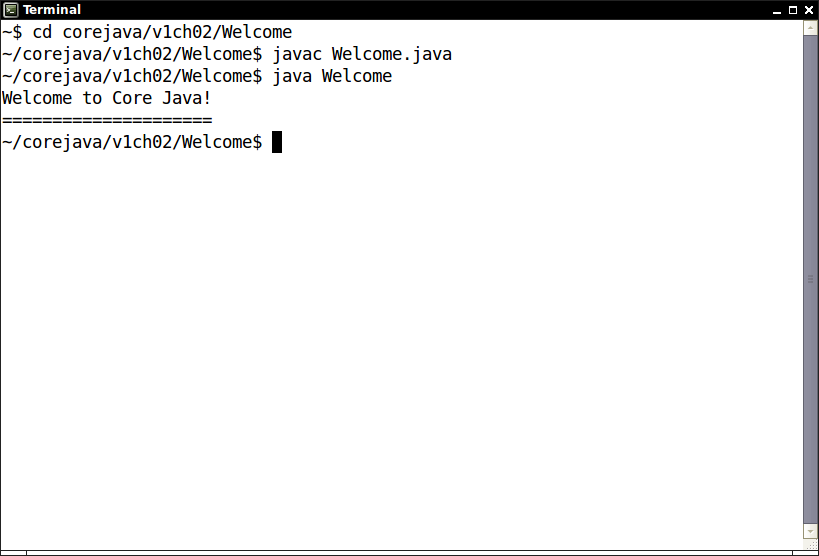 Terminal
~$ cd corejava/v1ch02/Welcome
~/corejava/v1ch02/Welcome$ javac Welcome.java
~/corejava/v1ch02/Welcome$ java Welcome
Welcome to Core Java!
=====================
~/corejava/v1ch02/Welcome$